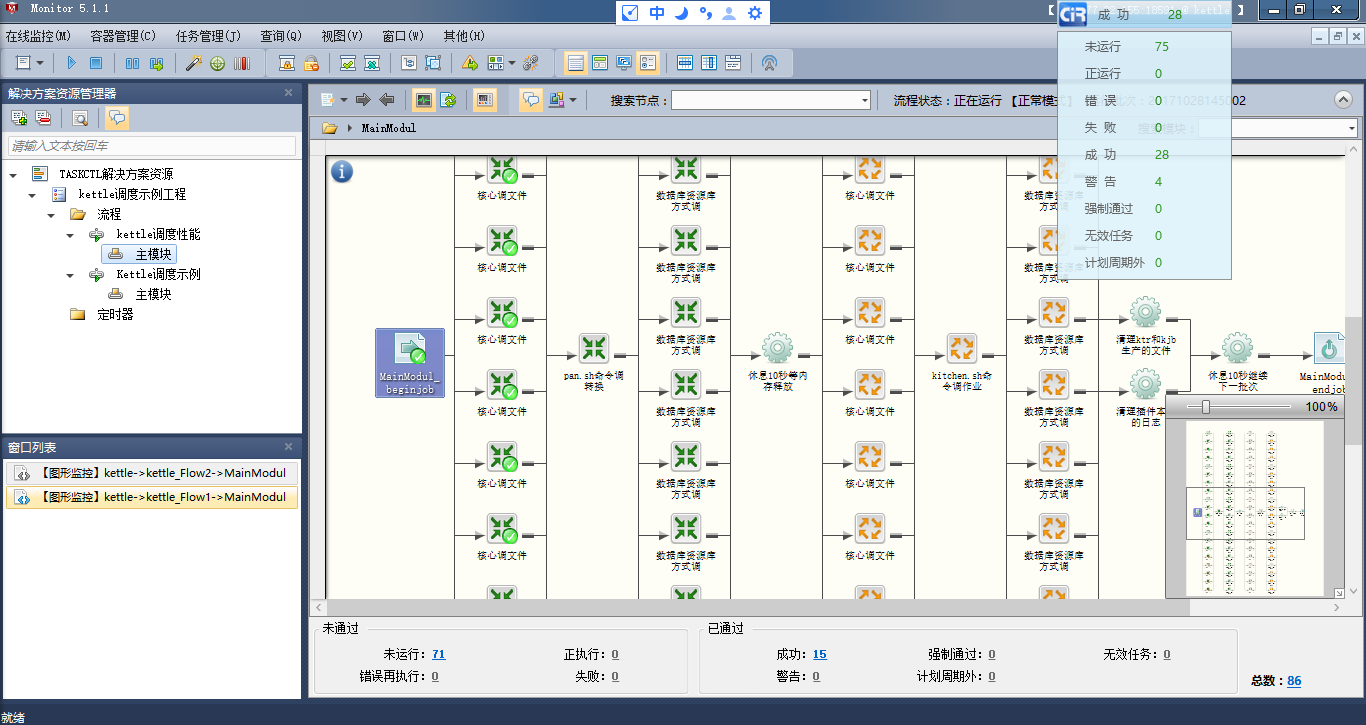 Monitor 5.1.1
中
【
】
在线监控(M) 容器管理(C) 任务管理(J) 查询(Q) 视图(V) 窗口(W) 其他(H)
CiR 成 功 28
未运行 75
正运行 0
错 误 0
失 败 0
成 功 28
警 告 4
强制通过 0
无效任务 0
计划周期外 0
解决方案资源管理器
请输入文本按回车
TASKCTL解决方案资源
kettle调度示例工程
流程
kettle调度性能
主模块
Kettle调度示例
主模块
定时器
窗口列表
【图形监控】kettle->kettle_Flow2->MainModul
【图形监控】kettle->kettle_Flow1->MainModul
搜索节点：
流程状态：正在运行 【正常模式】
20171028145002
MainModul
核心调文件
数据库资源库
方式调
核心调文件
数据库资源库
方式调
核心调文件
数据库资源库
方式调
核心调文件
数据库资源库
方式调
核心调文件
数据库资源库
方式调
核心调文件
数据库资源库
方式调
MainModul_
beginjob
pan.sh命令调
转换
休息10秒等内
存释放
kitchen.sh命
令调作业
清理ktr和kjb
生产的文件
清理插件本
的日志
休息10秒继续
下一批次
MainModu
endjob
核心调文件
数据库资源库
方式调
核心调文件
数据库资源库
方式调
核心调文件
数据库资源库
方式调
核心调文件
数据库资源库
方式调
核心调文件
数据库资源库
方式调
核心调文件
数据库资源库
方式调
100%
未通过
未运行：71 正执行：0
错误再执行：0 失败：0
已通过
成功：15 强制通过：0 无效任务：0
警告：0 计划周期外：0
总数：86
就绪